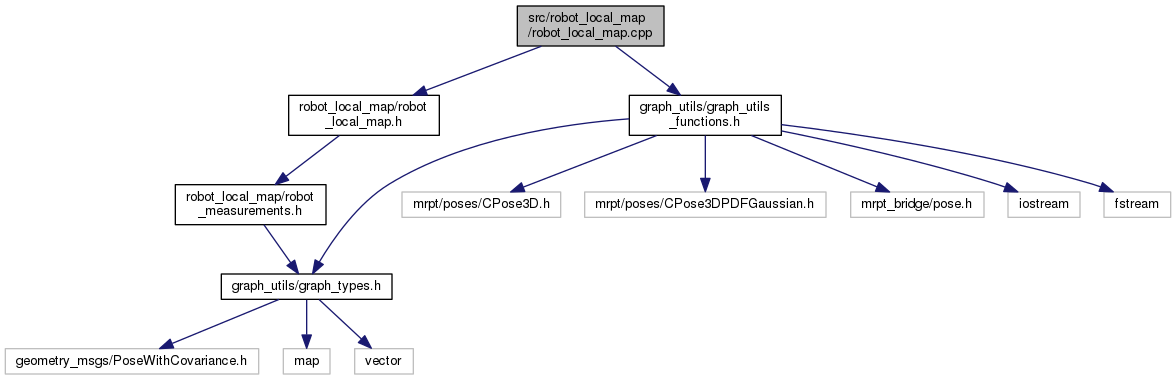 src/robot_local_map
/robot_local_map.cpp
robot_local_map/robot
_local_map.h
graph_utils/graph_utils
_functions.h
robot_local_map/robot
_measurements.h
mrpt/poses/CPose3D.h
mrpt/poses/CPose3DPDFGaussian.h
mrpt_bridge/pose.h
iostream
fstream
graph_utils/graph_types.h
geometry_msgs/PoseWithCovariance.h
map
vector